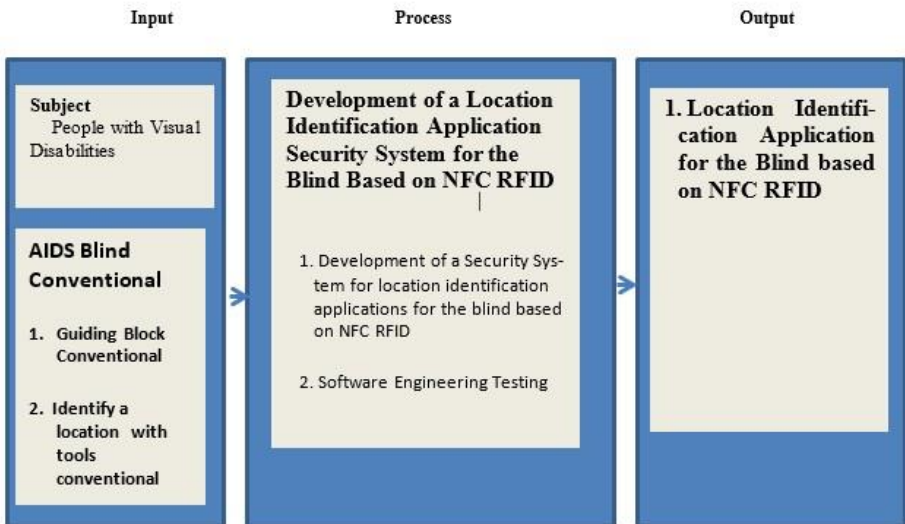 Input
Process
Output
Subject
People with Visual
Disabilities
AIDS Blind
Conventional
1. Guiding Block
Conventional
2. Identify a
location with
tools
conventional
Development of a Location
Identification Application
Security System for the
Blind Based on NFC RFID
1. Development of a Security Sys-
tem for location identification
applications for the blind based
on NFC RFID
2. Software Engineering Testing
1. Location Identifi-
cation Application
for the Blind based
on NFC RFID